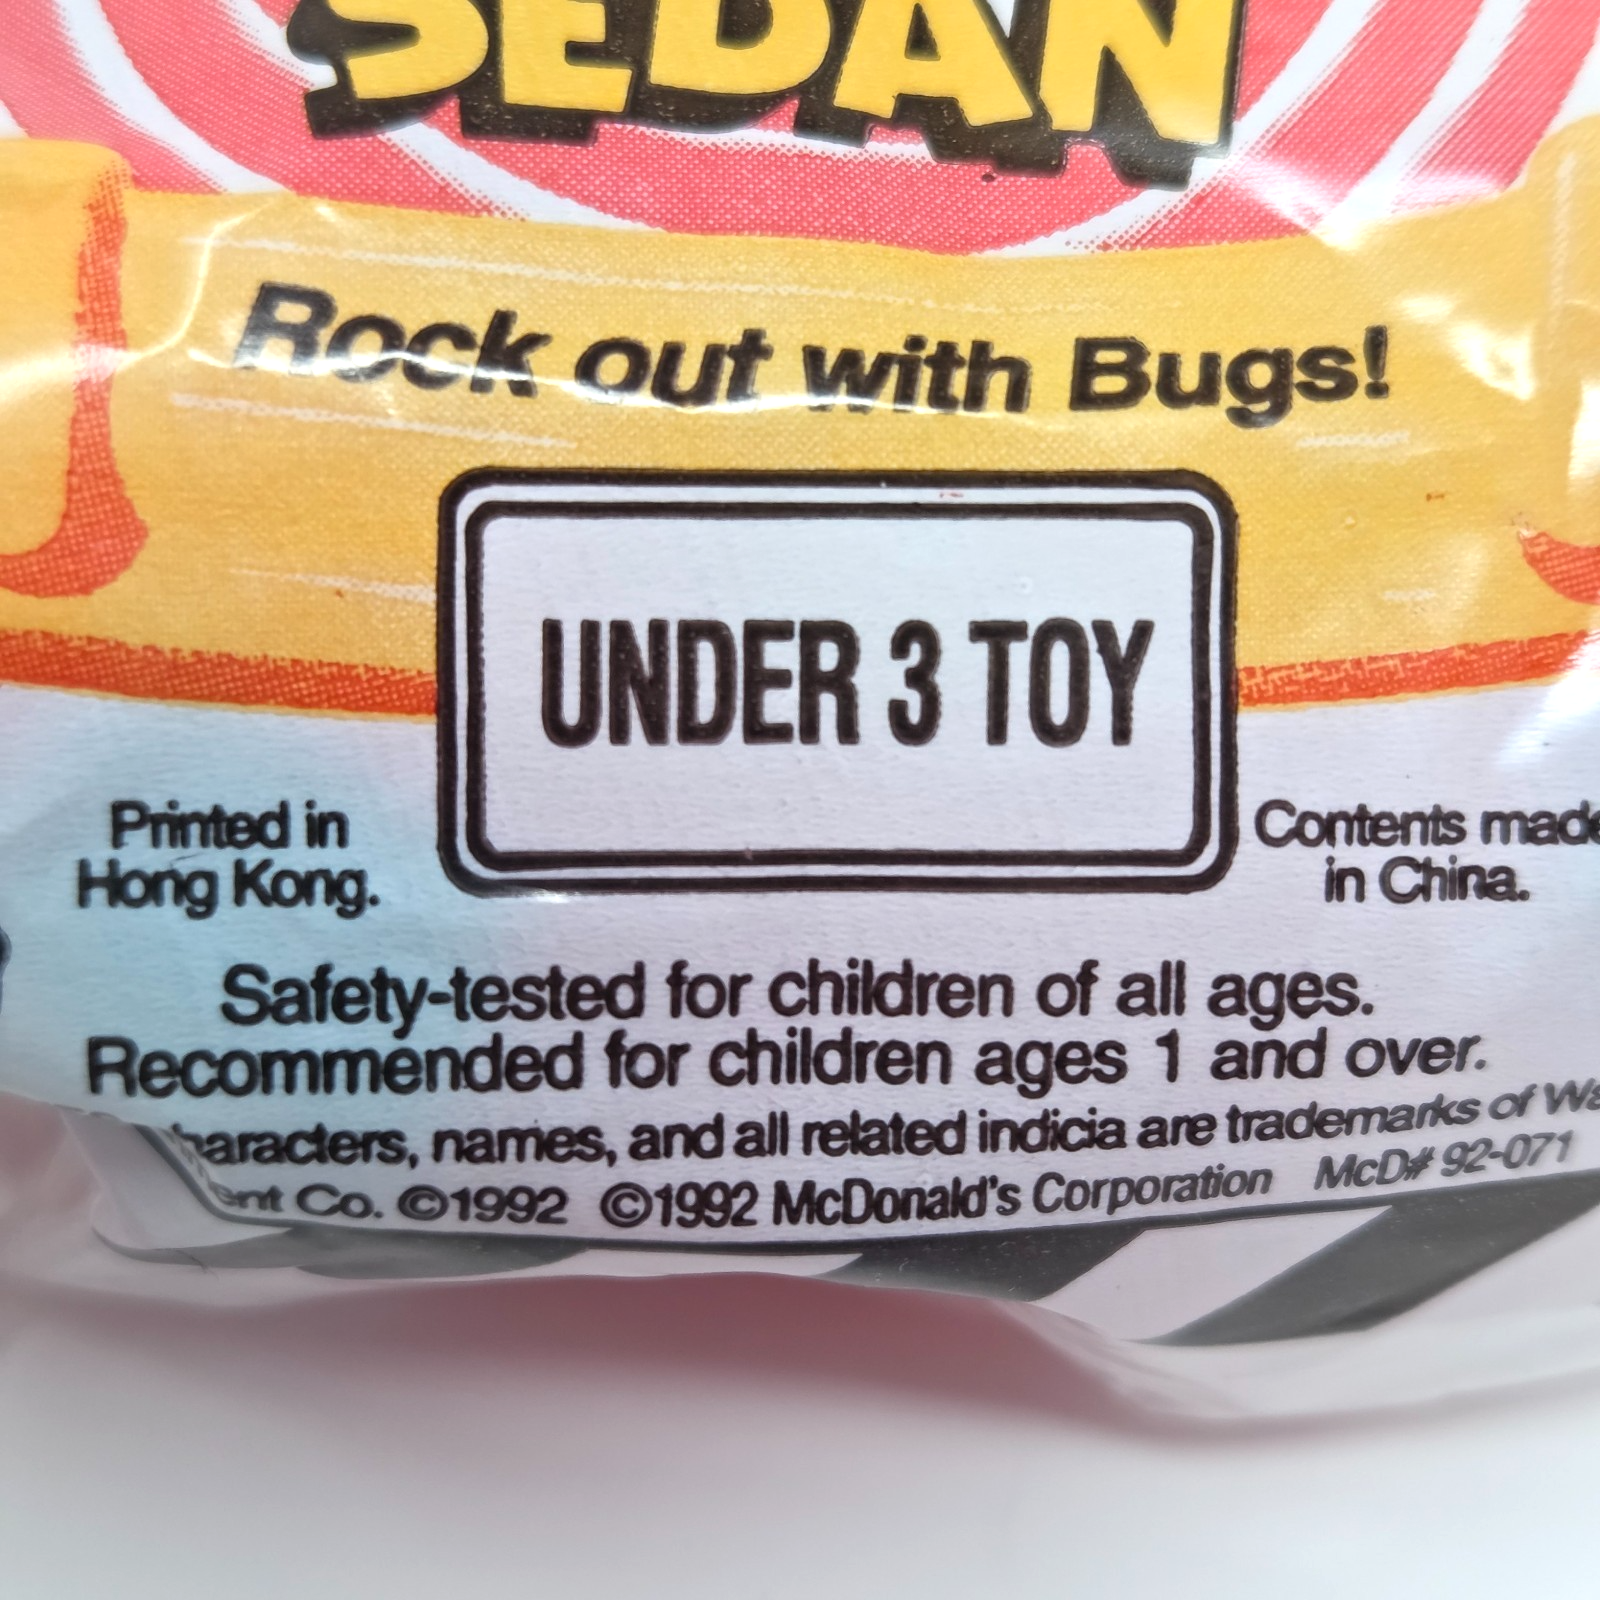 SEDAN
Rock out with Bugs!
UNDER 3 TOY
Printed in
Hong Kong.
Contents made
in China.
Safety-tested for children of all ages.
Recommended for children ages 1 and over.
characters, names, and all related indicia are trademarks of
Co. ©1992 ©1992 McDonald's Corporation McD# 92-071